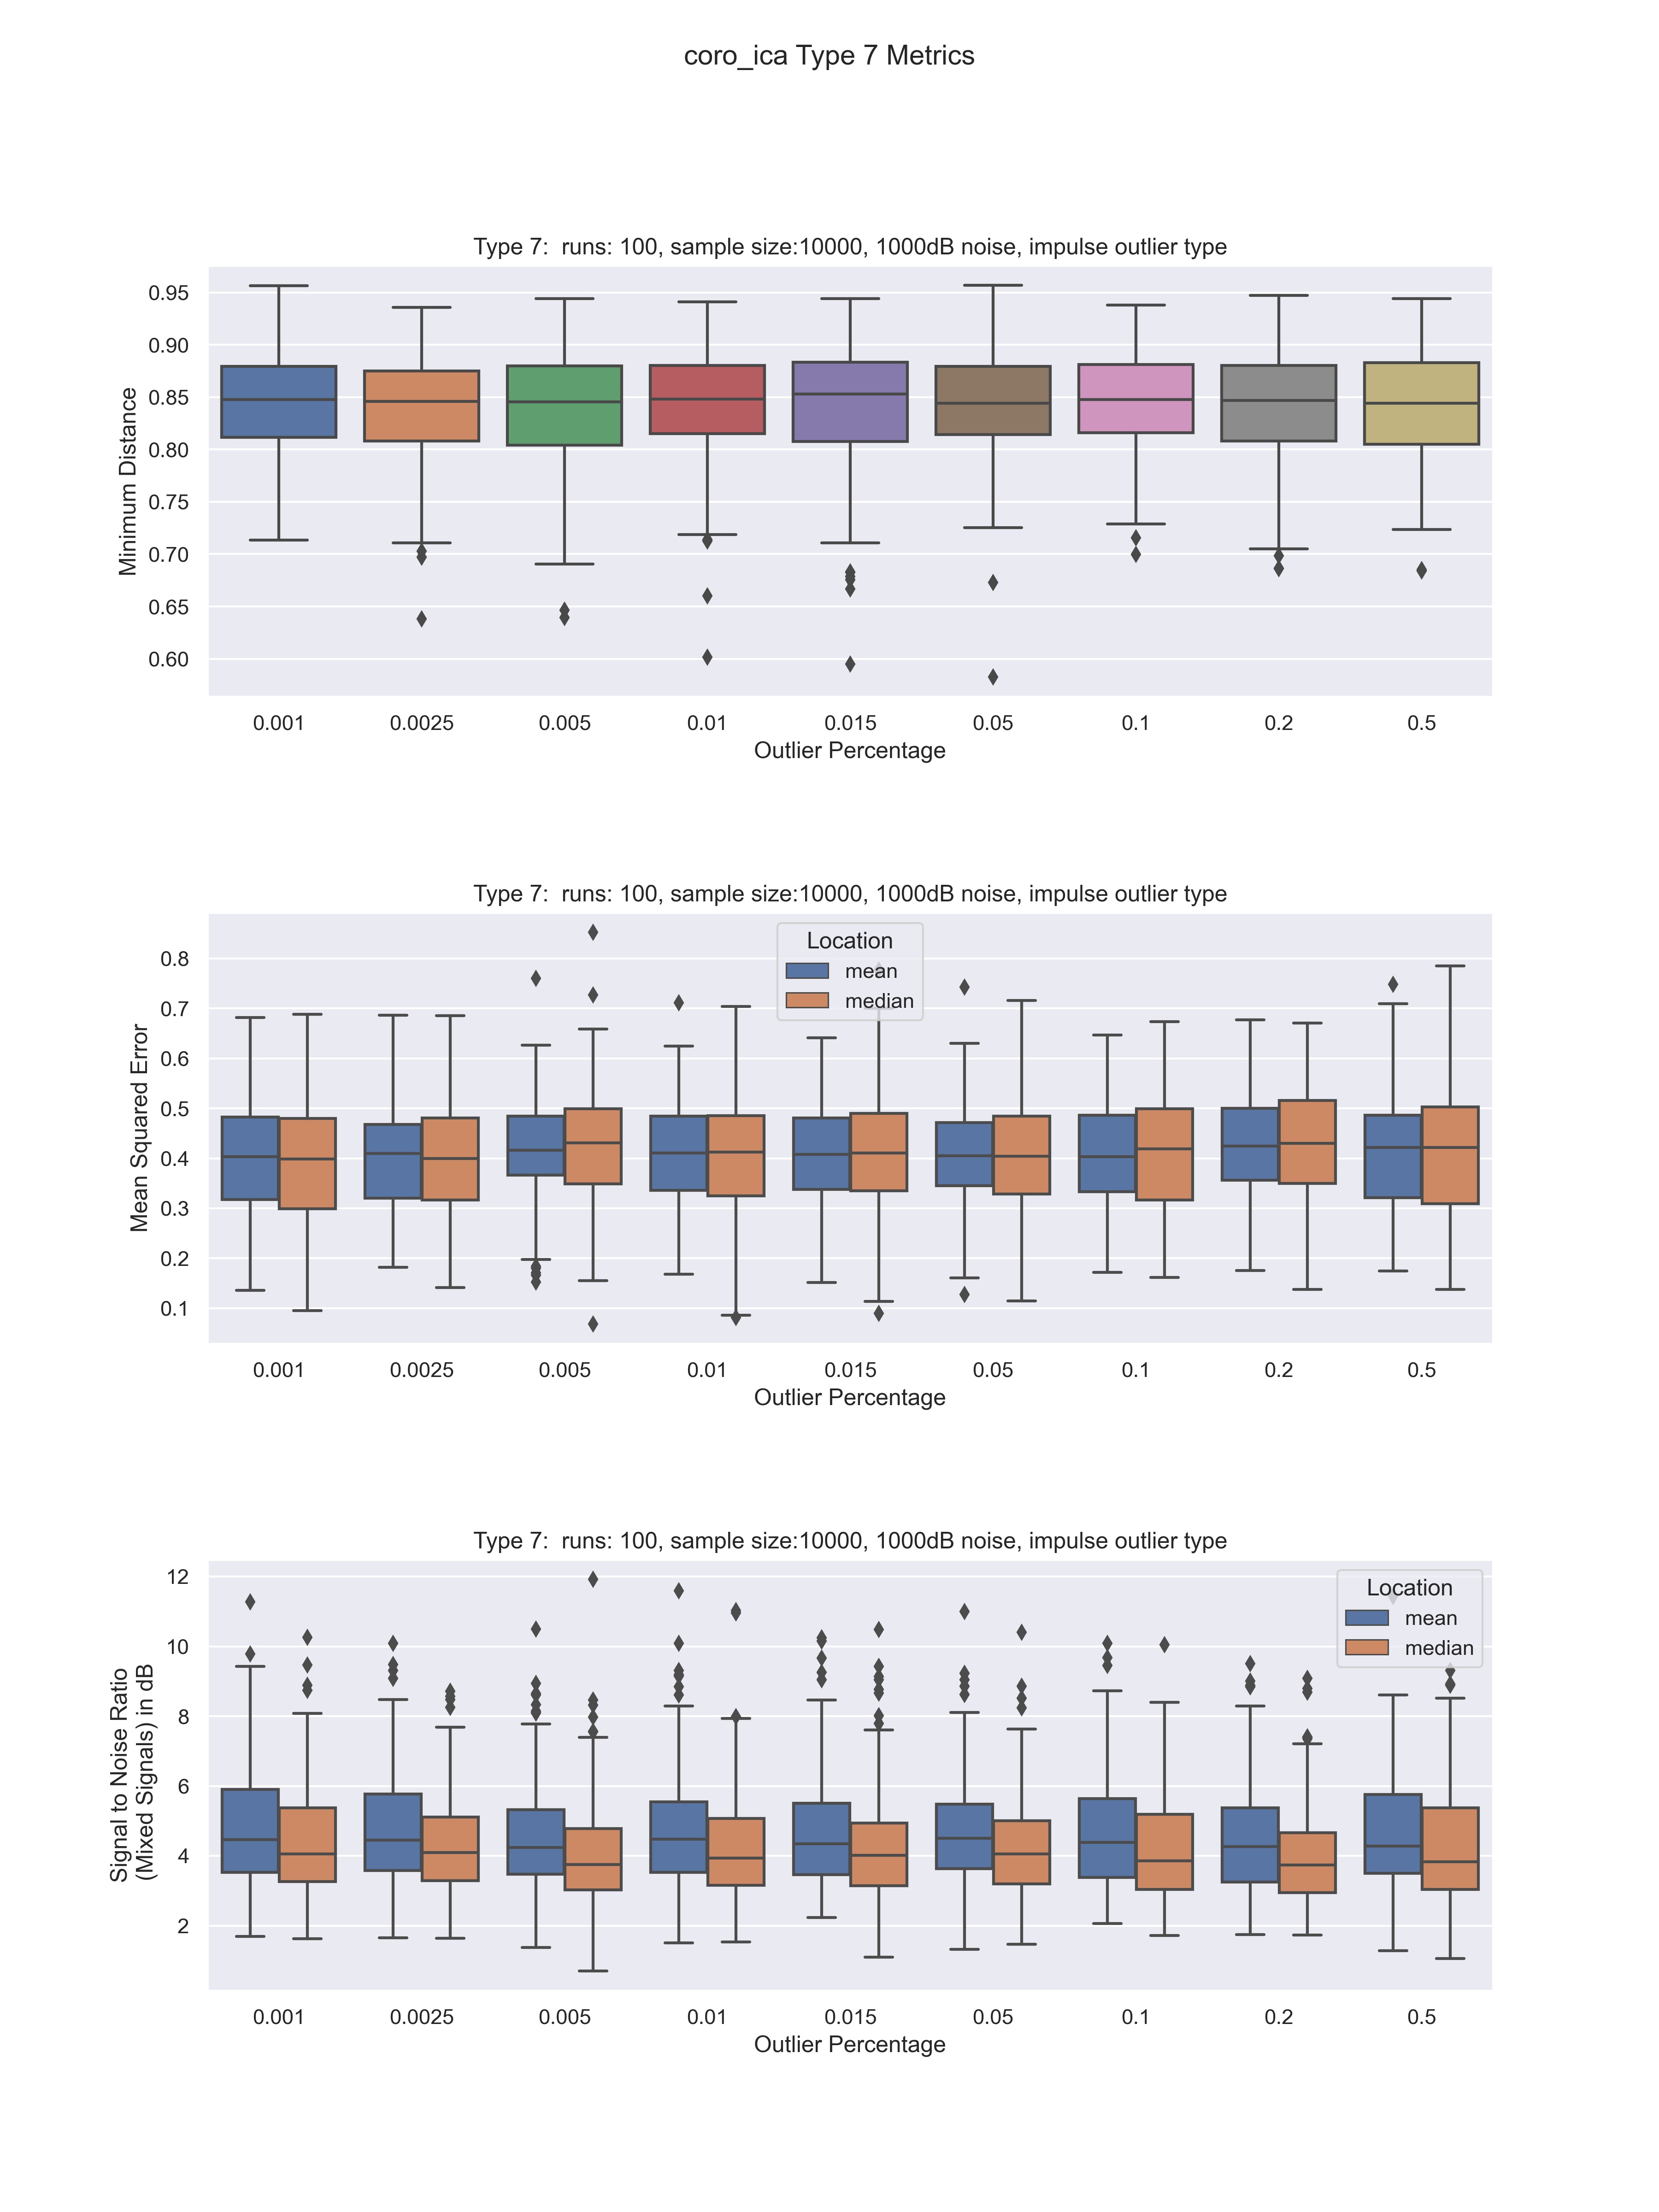 coro_ica Type 7 Metrics
Type 7:  runs: 100, sample size:10000, 1000dB noise, impulse outlier type
Minimum Distance
0.95
0.90
0.85
0.80
0.75
0.70
0.65
0.60
0.001 0.0025 0.005 0.01 0.015 0.05 0.1 0.2 0.5
Outlier Percentage
Type 7:  runs: 100, sample size:10000, 1000dB noise, impulse outlier type
Mean Squared Error
0.8
0.7
0.6
0.5
0.4
0.3
0.2
0.1
Location
mean
median
0.001 0.0025 0.005 0.01 0.015 0.05 0.1 0.2 0.5
Outlier Percentage
Type 7:  runs: 100, sample size:10000, 1000dB noise, impulse outlier type
Signal to Noise Ratio
(Mixed Signals) in dB
12
10
8
6
4
2
Location
mean
median
0.001 0.0025 0.005 0.01 0.015 0.05 0.1 0.2 0.5
Outlier Percentage